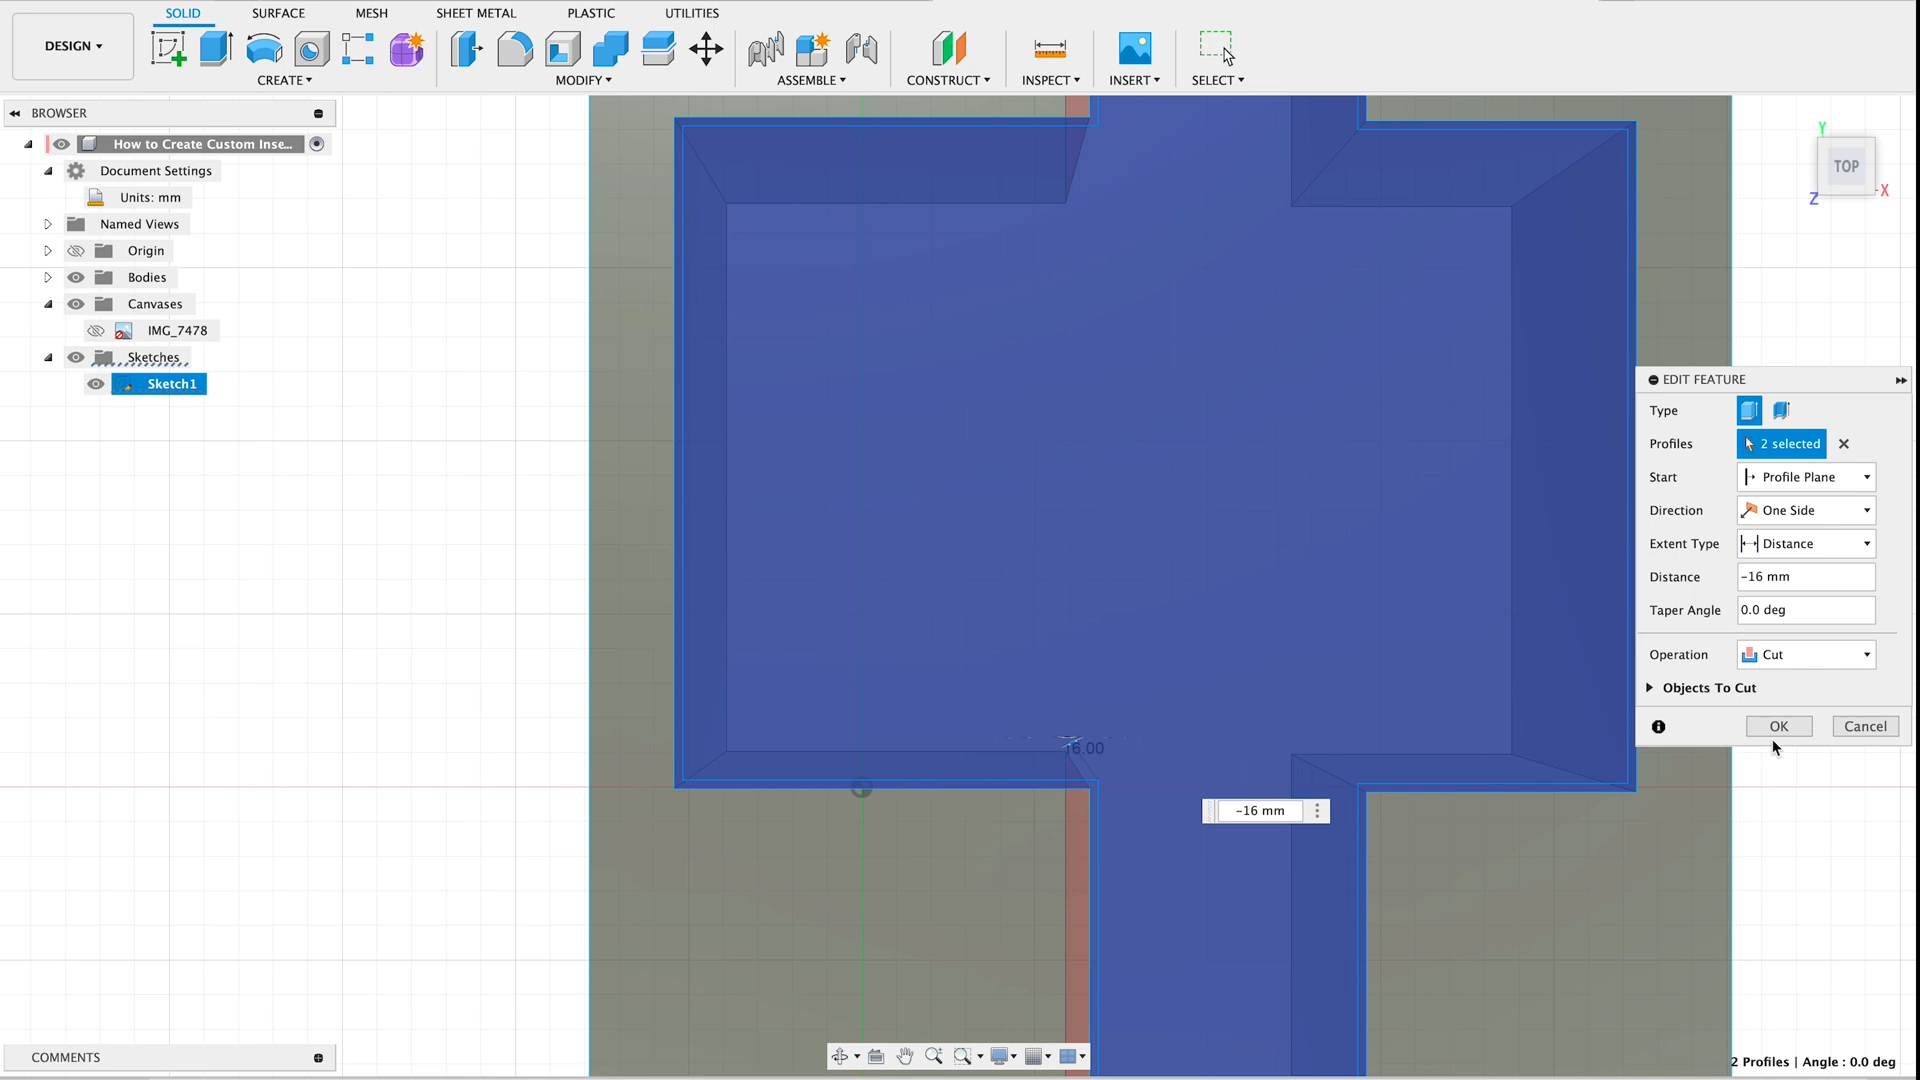 DESIGN
SOLID SURFACE MESH SHEET METAL PLASTIC UTILITIES
CREATE MODIFY ASSEMBLE CONSTRUCT INSPECT INSERT SELECT
BROWSER
How to Create Custom Inse...
Document Settings
Units: mm
Named Views
Origin
Bodies
Canvases
IMG_7478
Sketches
Sketch1
Y
TOP
X
Z
EDIT FEATURE
Type
Profiles 2 selected
Start Profile Plane
Direction One Side
Extent Type Distance
Distance -16 mm
Taper Angle 0.0 deg
Operation Cut
Objects To Cut
OK Cancel
16.00
-16 mm
COMMENTS
2 Profiles | Angle : 0.0 deg